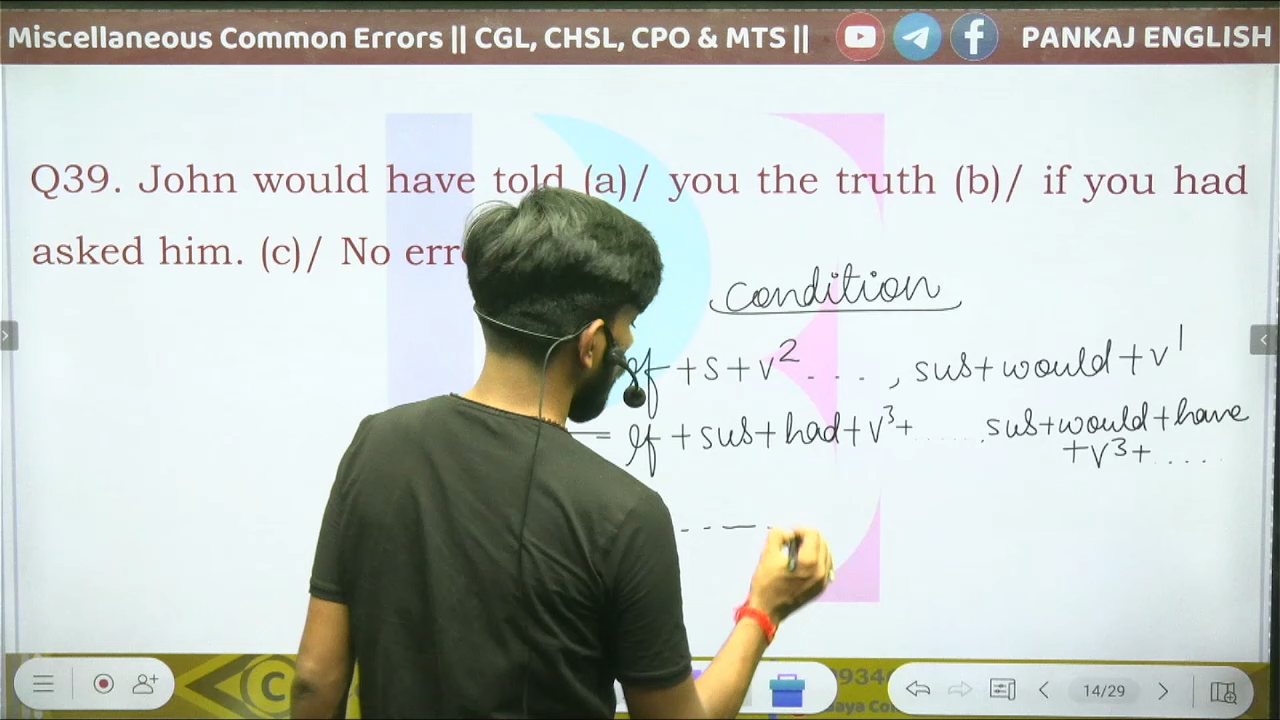 Miscellaneous Common Errors || CGL, CHSL, CPO & MTS || PANKAJ ENGLISH
Q39. John would have told (a)/ you the truth (b)/ if you had
asked him. (c)/ No
condition
If + S + V² . . . , sub + would + V¹
= If + sub + had + V³ + ...... sub + would + have
+ V³ + ....
14/29